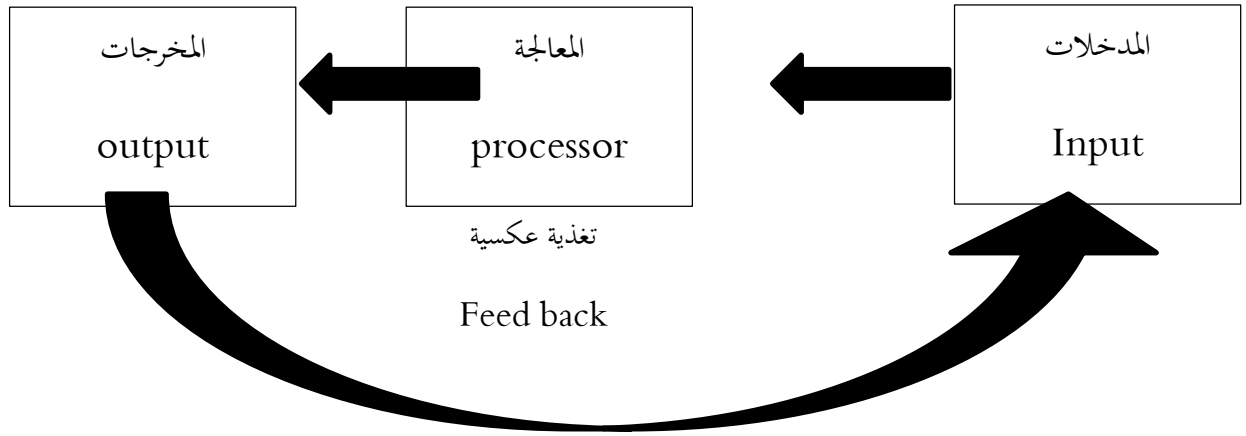 المدخلات
Input
المعالجة
processor
المخرجات
output
تغذية عكسية
Feed back